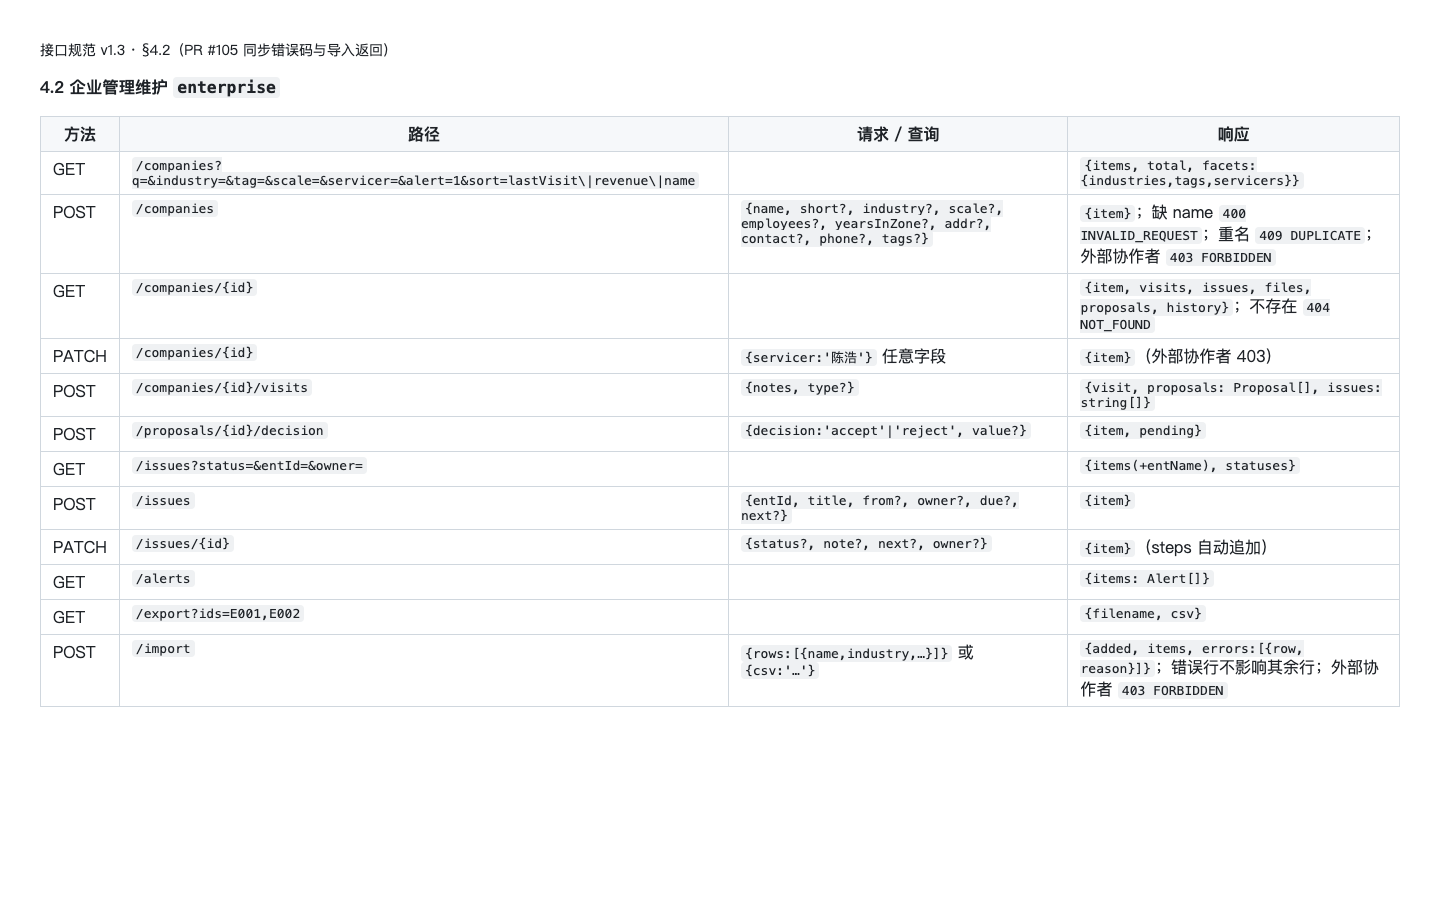 接口规范 v1.3 · §4.2（PR #105 同步错误码与导入返回）
4.2 企业管理维护 enterprise
方法 路径 请求 / 查询 响应
GET /companies?
q=&industry=&tag=&scale=&servicer=&alert=1&sort=lastVisit\|revenue\|name
{items, total, facets:
{industries,tags,servicers}}
POST /companies
{name, short?, industry?, scale?,
employees?, yearsInZone?, addr?,
contact?, phone?, tags?}
{item}；缺 name 400
INVALID_REQUEST；重名 409 DUPLICATE；
外部协作者 403 FORBIDDEN
GET /companies/{id}
{item, visits, issues, files,
proposals, history}；不存在 404
NOT_FOUND
PATCH /companies/{id} {servicer:'陈浩'} 任意字段 {item}（外部协作者 403）
POST /companies/{id}/visits {notes, type?}
{visit, proposals: Proposal[], issues:
string[]}
POST /proposals/{id}/decision {decision:'accept'|'reject', value?} {item, pending}
GET /issues?status=&entId=&owner= {items(+entName), statuses}
POST /issues
{entId, title, from?, owner?, due?,
next?}
{item}
PATCH /issues/{id} {status?, note?, next?, owner?} {item}（steps 自动追加）
GET /alerts {items: Alert[]}
GET /export?ids=E001,E002 {filename, csv}
POST /import
{rows:[{name,industry,…}]} 或
{csv:'…'}
{added, items, errors:[{row,
reason}]}；错误行不影响其余行；外部协
作者 403 FORBIDDEN